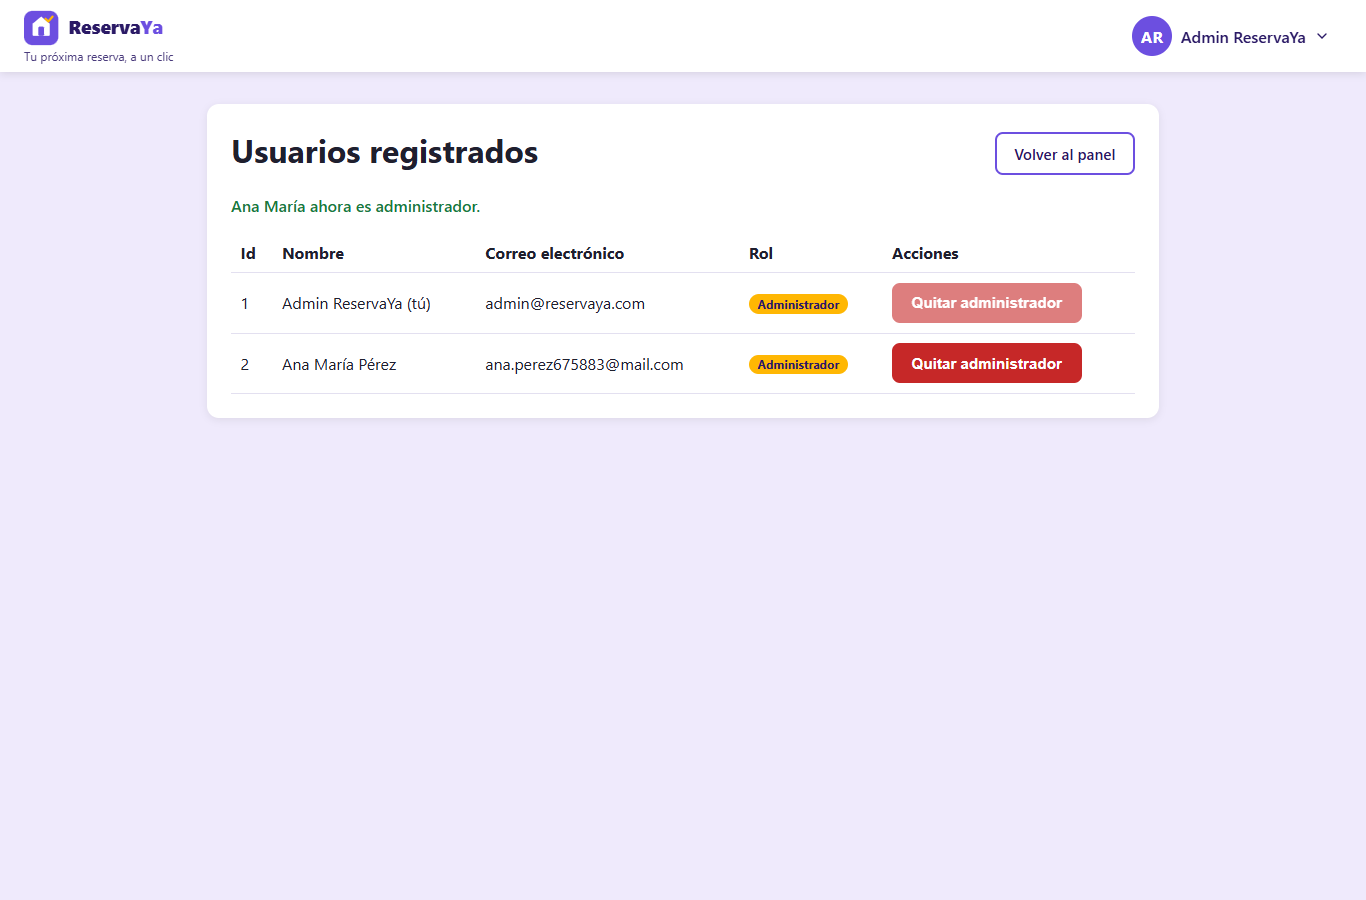 ReservaYa
Tu próxima reserva, a un clic
AR Admin ReservaYa
Usuarios registrados
Volver al panel
Ana María ahora es administrador.
Id Nombre Correo electrónico Rol Acciones
1 Admin ReservaYa (tú) admin@reservaya.com Administrador Quitar administrador
2 Ana María Pérez ana.perez675883@mail.com Administrador Quitar administrador